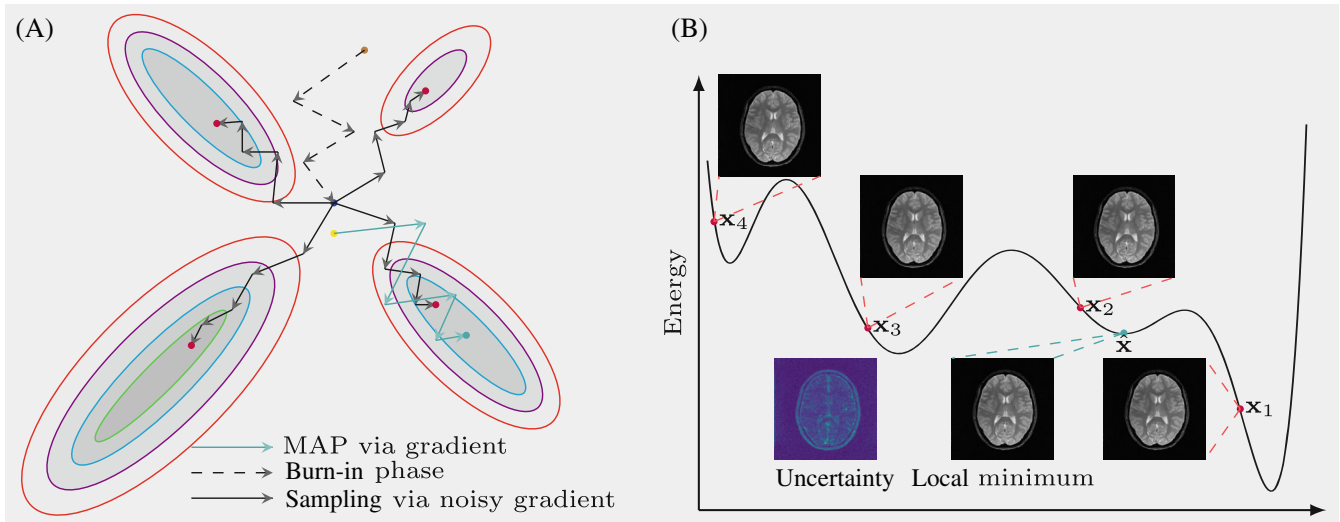 (A)
MAP via gradient
Burn-in phase
Sampling via noisy gradient
(B)
Energy
x₄
x₃
x₂
x
x₁
Uncertainty
Local minimum